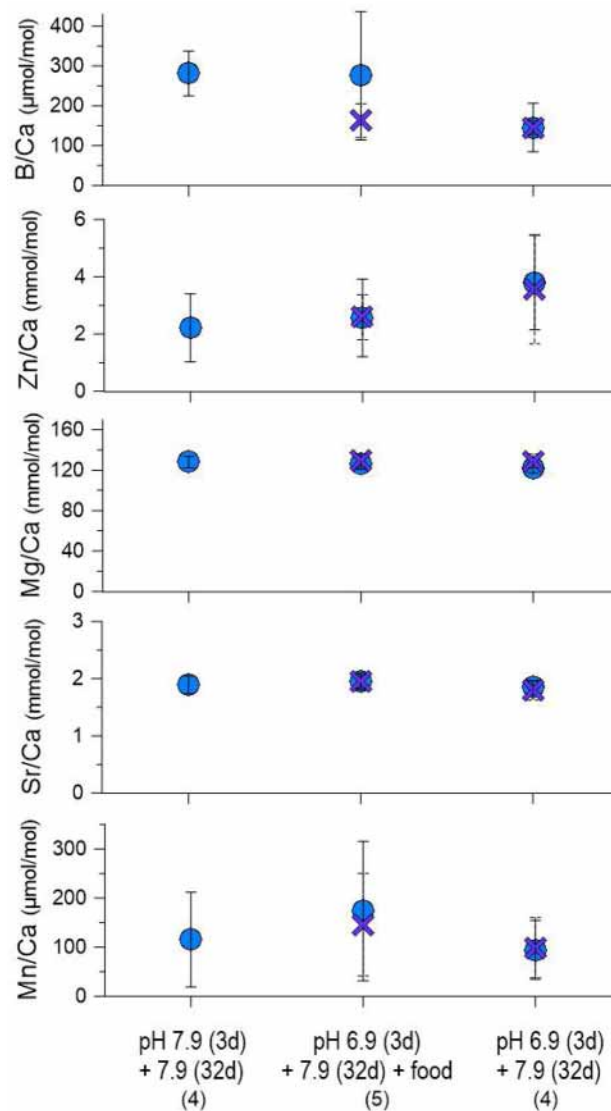 B/Ca (µmol/mol)
400
300
200
100
0
Zn/Ca (mmol/mol)
6
4
2
0
Mg/Ca (mmol/mol)
160
120
80
40
0
Sr/Ca (mmol/mol)
3
2
1
0
Mn/Ca (µmol/mol)
300
200
100
0
pH 7.9 (3d)
+ 7.9 (32d)
(4)
pH 6.9 (3d)
+ 7.9 (32d) + food
(5)
pH 6.9 (3d)
+ 7.9 (32d)
(4)